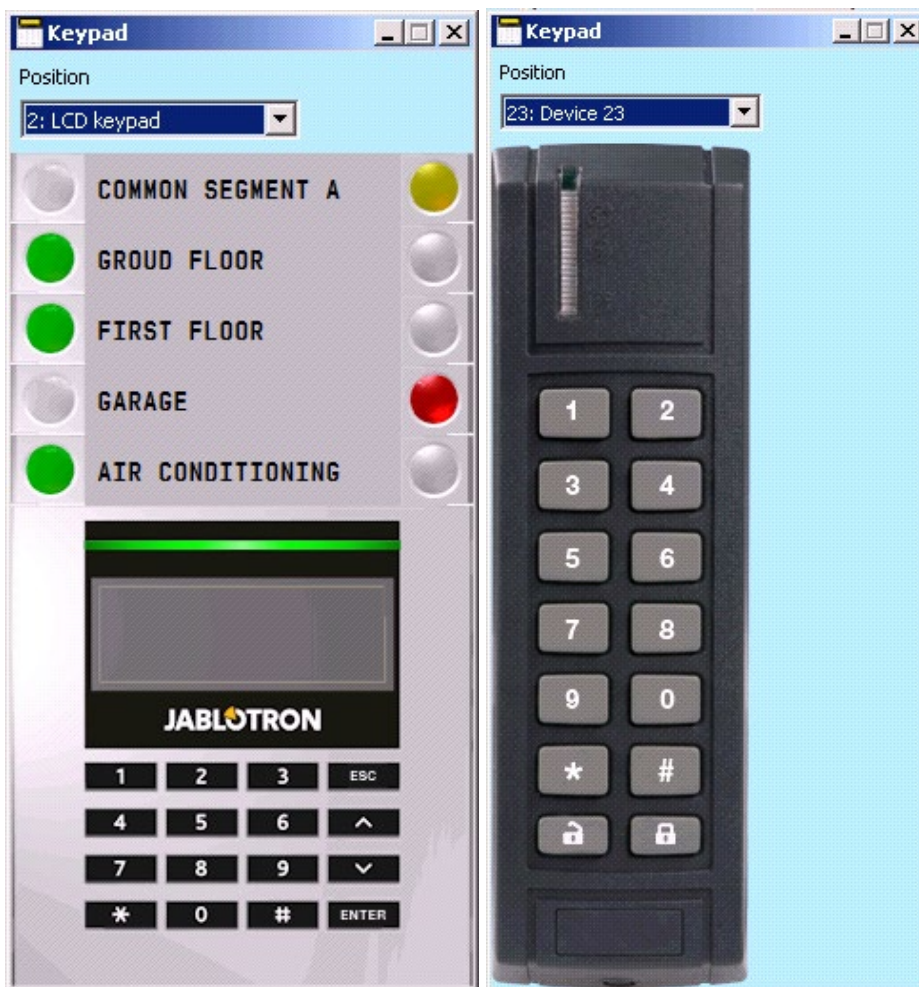 Keypad
Position
2: LCD keypad
COMMON SEGMENT A
GROUD FLOOR
FIRST FLOOR
GARAGE
AIR CONDITIONING
JABLOTRON
1 2 3 ESC
4 5 6
7 8 9
* 0 # ENTER
Keypad
Position
23: Device 23
1 2
3 4
5 6
7 8
9 0
* #